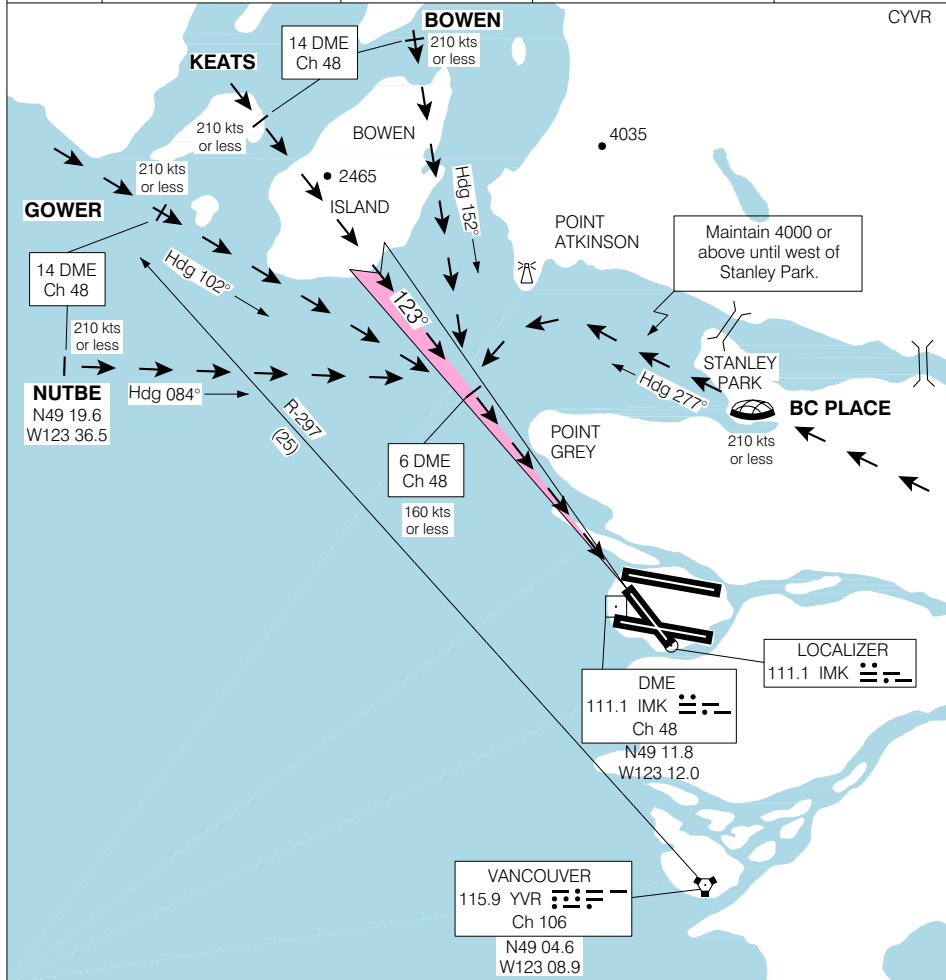 CYVR
BOWEN
210 kts
or less
14 DME
Ch 48
KEATS
210 kts
or less
BOWEN
ISLAND
2465
4035
210 kts
or less
GOWER
Hdg 152°
POINT
ATKINSON
Maintain 4000 or
above until west of
Stanley Park.
14 DME
Ch 48
Hdg 102°
123°
210 kts
or less
NUTBE
N49 19.6
W123 36.5
Hdg 084°
STANLEY
PARK
Hdg 277°
BC PLACE
210 kts
or less
R-297
(25)
POINT
GREY
6 DME
Ch 48
160 kts
or less
LOCALIZER
111.1 IMK
DME
111.1 IMK
Ch 48
N49 11.8
W123 12.0
VANCOUVER
115.9 YVR
Ch 106
N49 04.6
W123 08.9